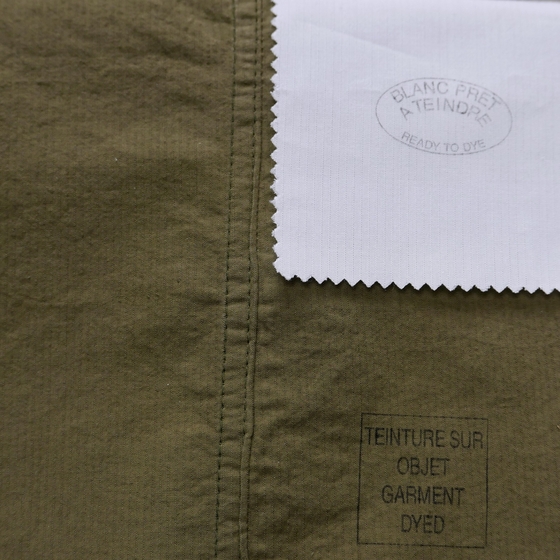 BLANC PRET
A TEINDRE
READY TO DYE
TEINTURE SUR
OBJET
GARMENT
DYED